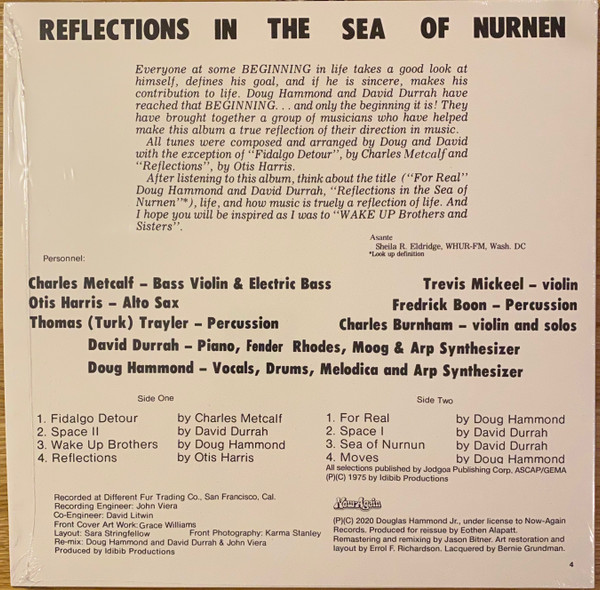 REFLECTIONS IN THE SEA OF NURNEN
Everyone at some BEGINNING in life takes a good look at
himself, defines his goal, and if he is sincere, makes his
contribution to life. Doug Hammond and David Durrah have
reached that BEGINNING. . . and only the beginning it is! They
have brought together a group of musicians who have helped
make this album a true reflection of their direction in music.
All tunes were composed and arranged by Doug and David
with the exception of "Fidalgo Detour", by Charles Metcalf and
"Reflections", by Otis Harris.
After listening to this album, think about the title ("For Real"
Doug Hammond and David Durrah, "Reflections in the Sea of
Nurnen"*), life, and how music is truely a reflection of life. And
I hope you will be inspired as I was to "WAKE UP Brothers and
Sisters".
Asante
Sheila R. Eldridge, WHUR-FM, Wash. DC
*Look up definition
Personnel:
Charles Metcalf – Bass Violin & Electric Bass
Otis Harris – Alto Sax
Thomas (Turk) Trayler – Percussion
Trevis Mickeel – violin
Fredrick Boon – Percussion
Charles Burnham – violin and solos
David Durrah – Piano, Fender Rhodes, Moog & Arp Synthesizer
Doug Hammond – Vocals, Drums, Melodica and Arp Synthesizer
Side One
1. Fidalgo Detour by Charles Metcalf
2. Space II by David Durrah
3. Wake Up Brothers by Doug Hammond
4. Reflections by Otis Harris
Side Two
1. For Real by Doug Hammond
2. Space I by David Durrah
3. Sea of Nurnun by David Durrah
4. Moves by Doug Hammond
All selections published by Jodgoa Publishing Corp, ASCAP/GEMA
(P)(C) 1975 by Idibib Productions
Recorded at Different Fur Trading Co., San Francisco, Cal.
Recording Engineer: John Viera
Co-Engineer: David Litwin
Front Cover Art Work: Grace Williams
Layout: Sara Stringfellow Front Photography: Karma Stanley
Re-mix: Doug Hammond and David Durrah & John Viera
Produced by Idibib Productions
Now-Again
(P)(C) 2020 Douglas Hammond Jr., under license to Now-Again
Records. Produced for reissue by Eothen Alapatt.
Remastering and remixing by Jason Bitner. Art restoration and
layout by Errol F. Richardson. Lacquered by Bernie Grundman.
4